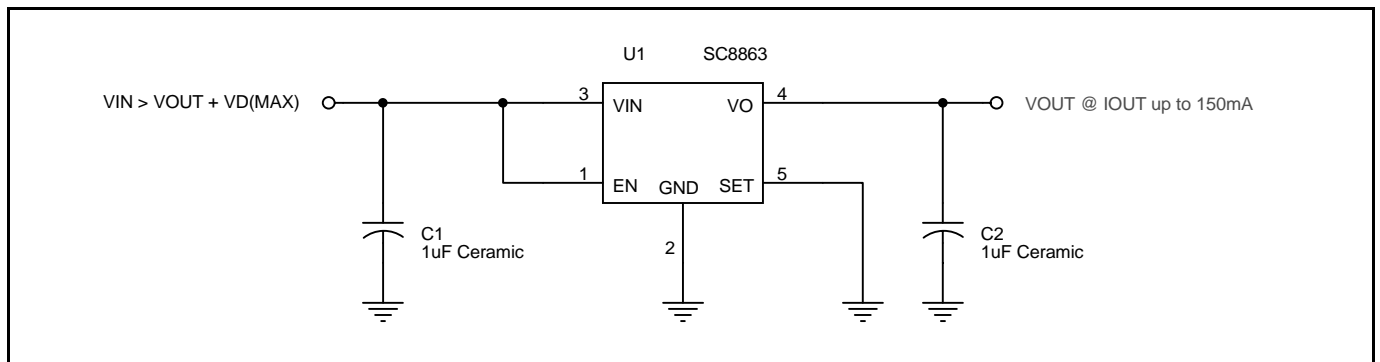 U1 SC8863
VIN > VOUT + VD(MAX)
3
VIN
VO
4
VOUT @ IOUT up to 150mA
1
EN
GND
SET
5
2
C1
1uF Ceramic
C2
1uF Ceramic